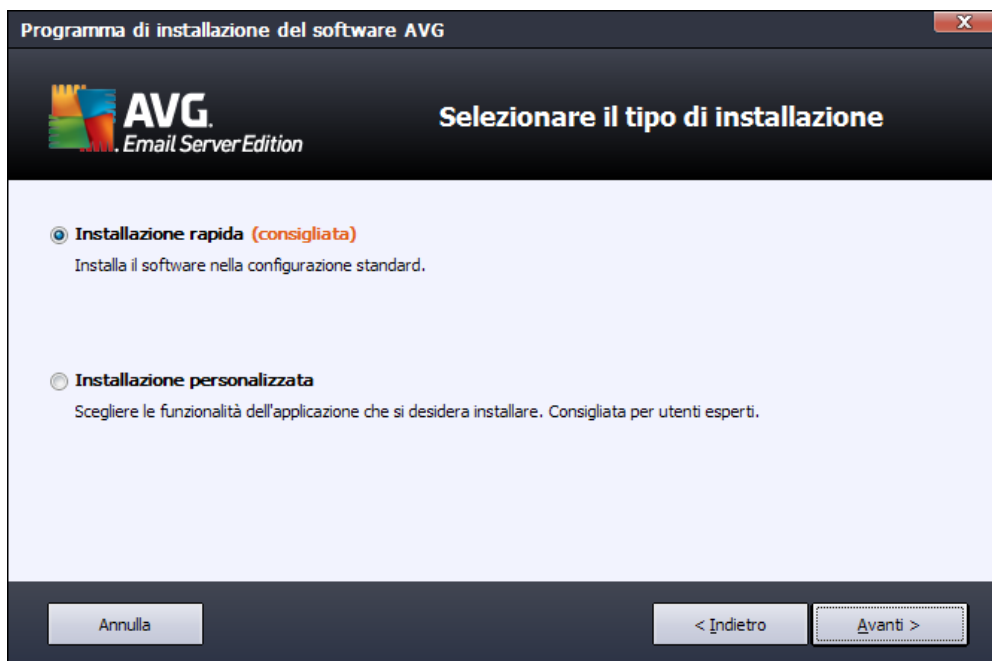 Programma di installazione del software AVG
X
AVG.
Email Server Edition
Selezionare il tipo di installazione
Installazione rapida (consigliata)
Installa il software nella configurazione standard.
Installazione personalizzata
Scegliere le funzionalità dell'applicazione che si desidera installare. Consigliata per utenti esperti.
Annulla
< Indietro
Avanti >